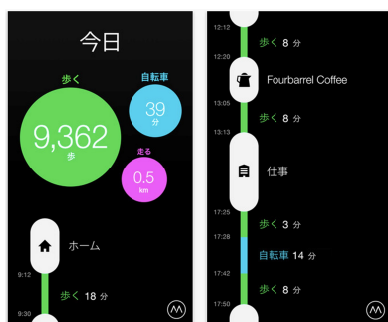 今日
歩く
自転車
39
分
9,362
歩
走る
0.5
km
ホーム
9:12
歩く 18 分
9:30
12:12
歩く 8 分
12:20
Fourbarrel Coffee
13:05
歩く 8 分
13:13
仕事
17:25
歩く 3 分
17:28
自転車 14 分
17:42
歩く 8 分
17:50